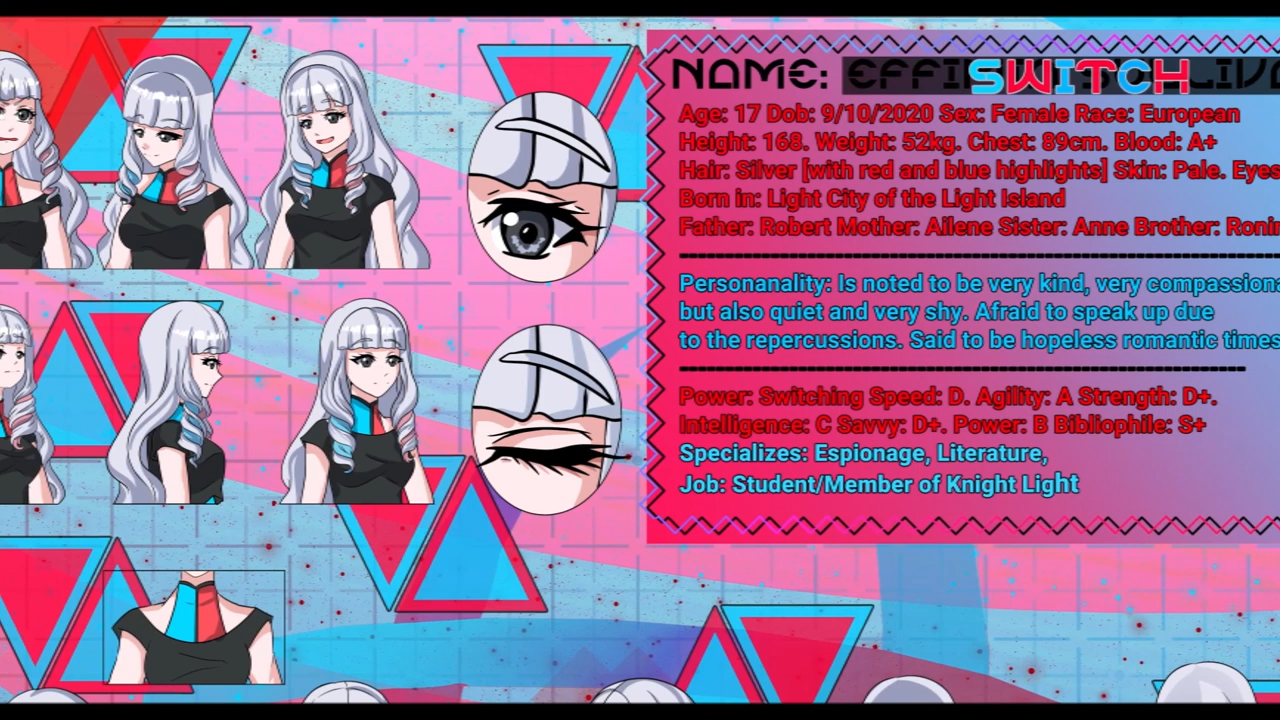 NAME: SWITCH
Age: 17 Dob: 9/10/2020 Sex: Female Race: European
Height: 168. Weight: 52kg. Chest: 89cm. Blood: A+
Hair: Silver [with red and blue highlights] Skin: Pale. Eyes
Born in: Light City of the Light Island
Father: Robert Mother: Ailene Sister: Anne Brother:
Personanality: Is noted to be very kind, very
but also quiet and very shy. Afraid to speak up due
to the repercussions. Said to be hopeless romantic times
Power: Switching Speed: D. Agility: A Strength: D+.
Intelligence: C Savvy: D+. Power: B Bibliophile: S+
Specializes: Espionage, Literature,
Job: Student/Member of Knight Light